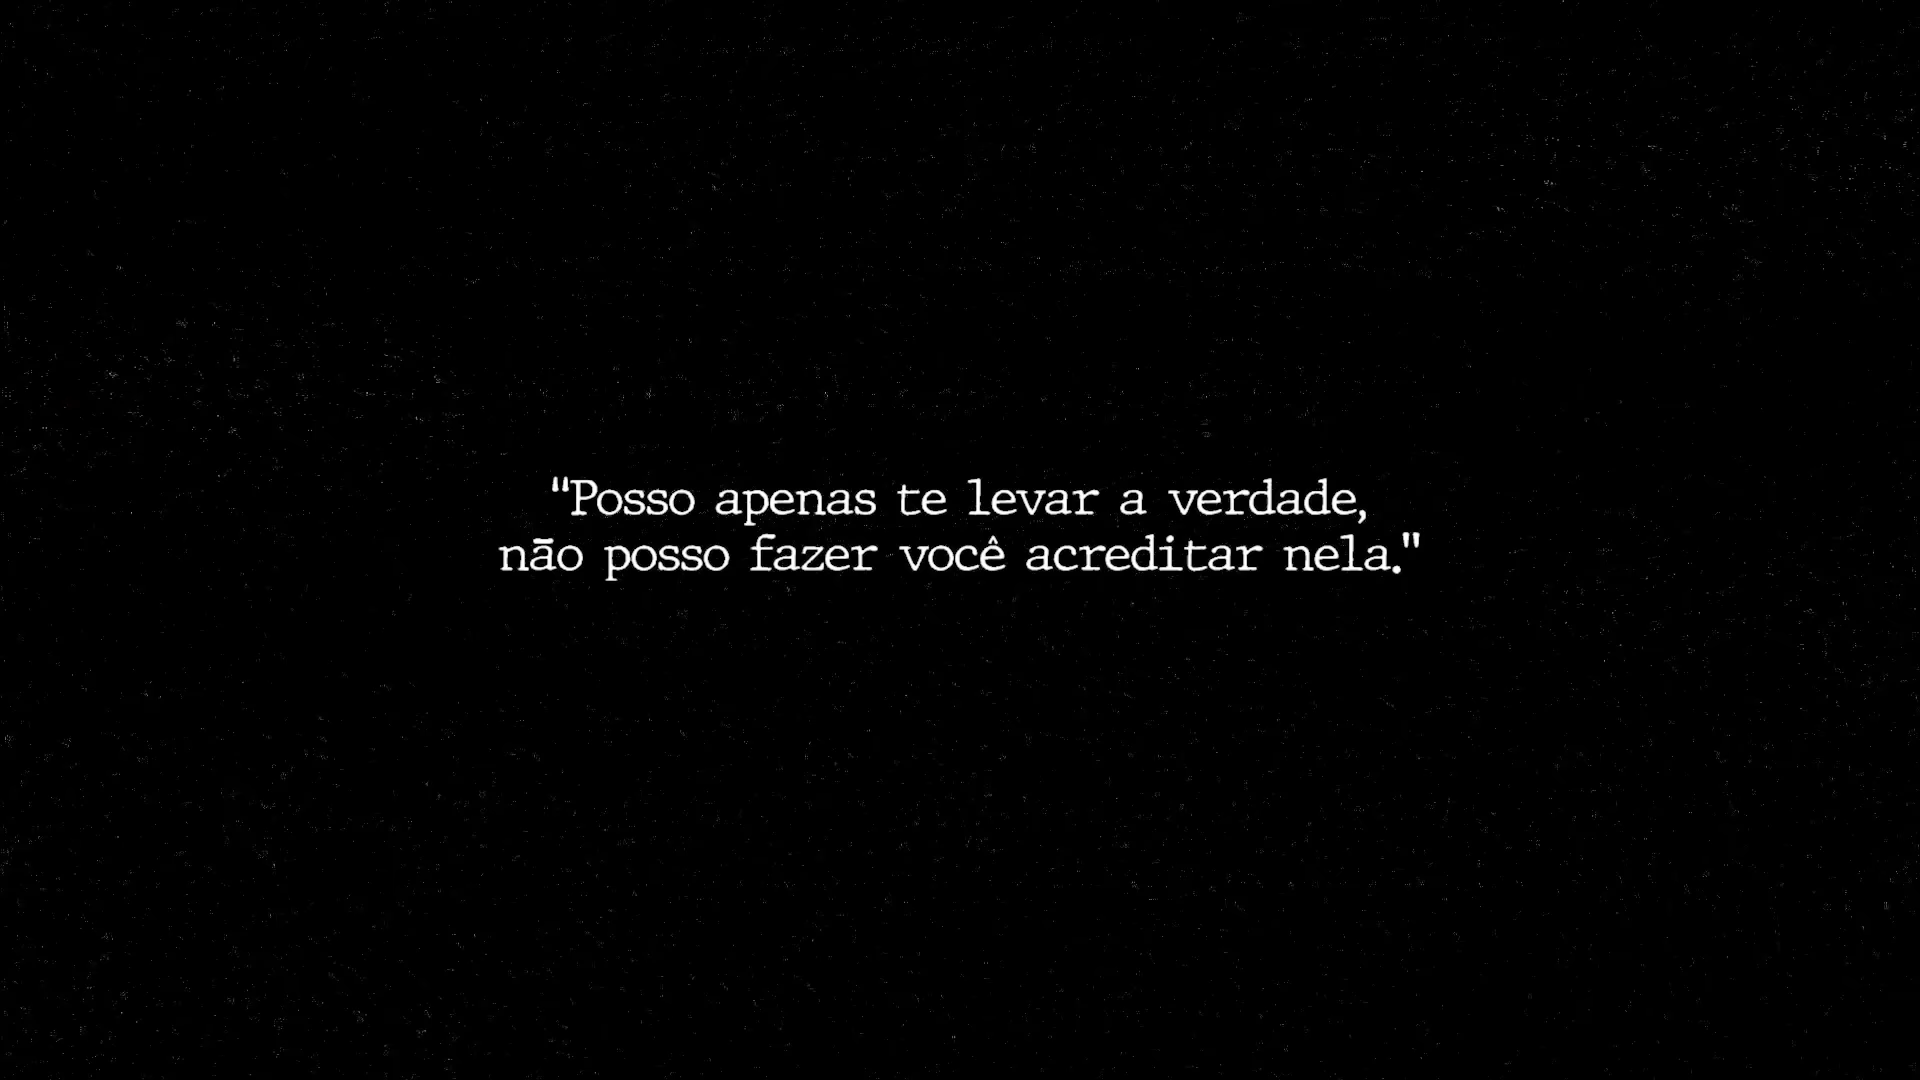 "Posso apenas te levar a verdade,
não posso fazer você acreditar nela."